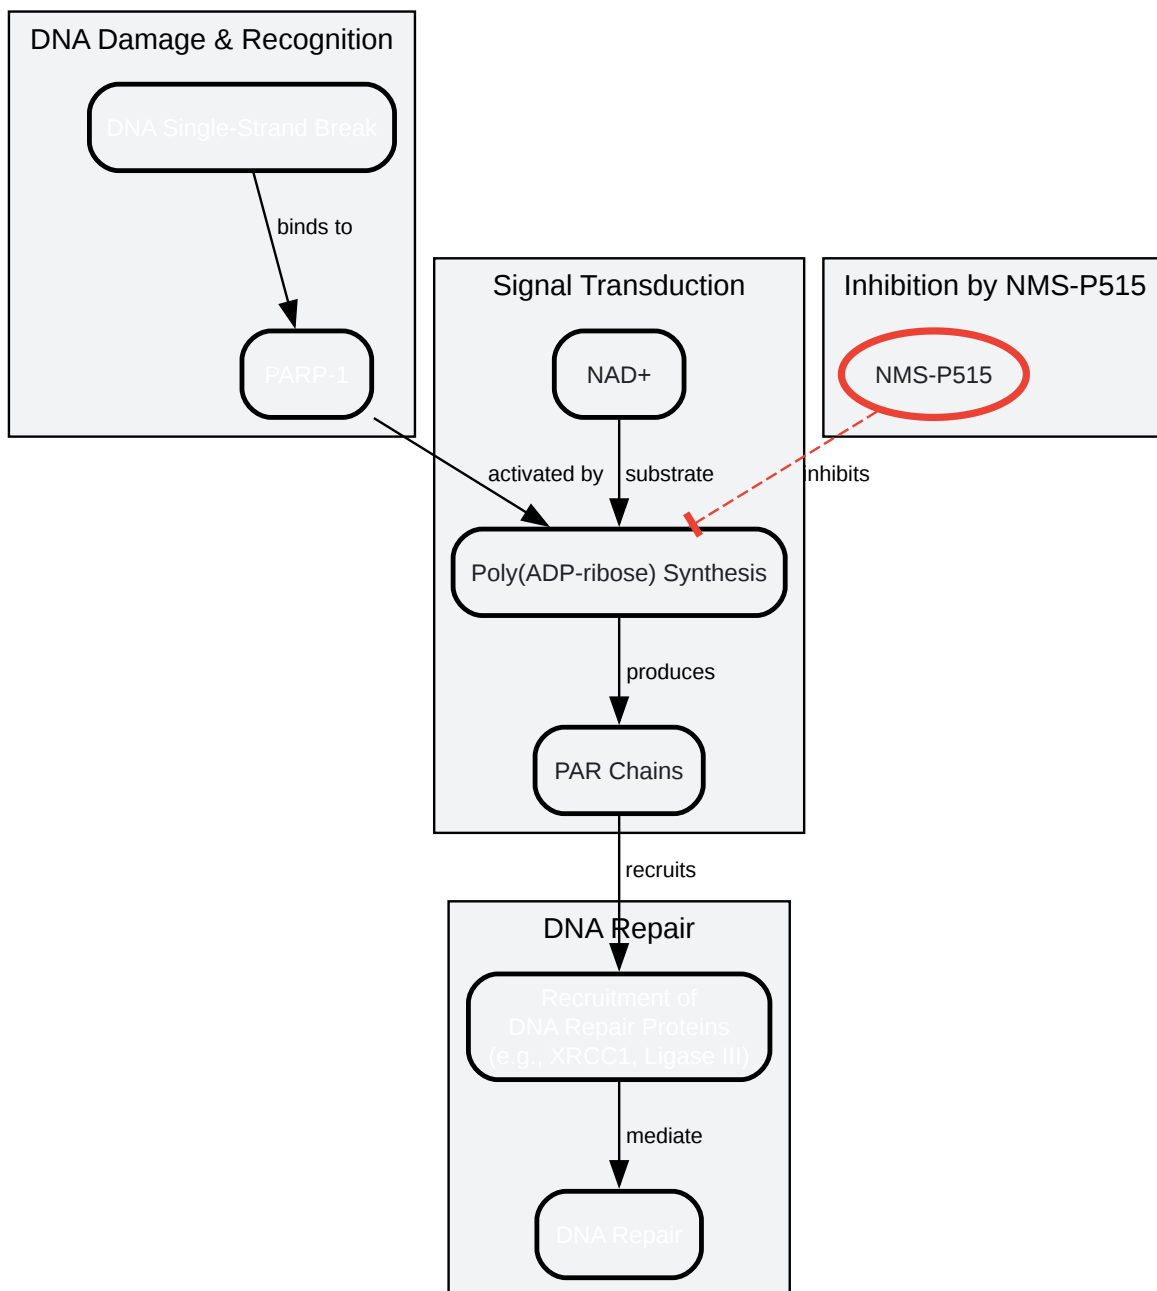 DNA Damage & Recognition
DNA Single-Strand Break
binds to
PARP-1
Signal Transduction
NAD+
Inhibition by NMS-P515
NMS-P515
activated by
substrate
inhibits
Poly(ADP-ribose) Synthesis
produces
PAR Chains
recruits
DNA Repair
Recruitment of
DNA Repair Proteins
(e.g., XRCC1, Ligase III)
mediate
DNA Repair